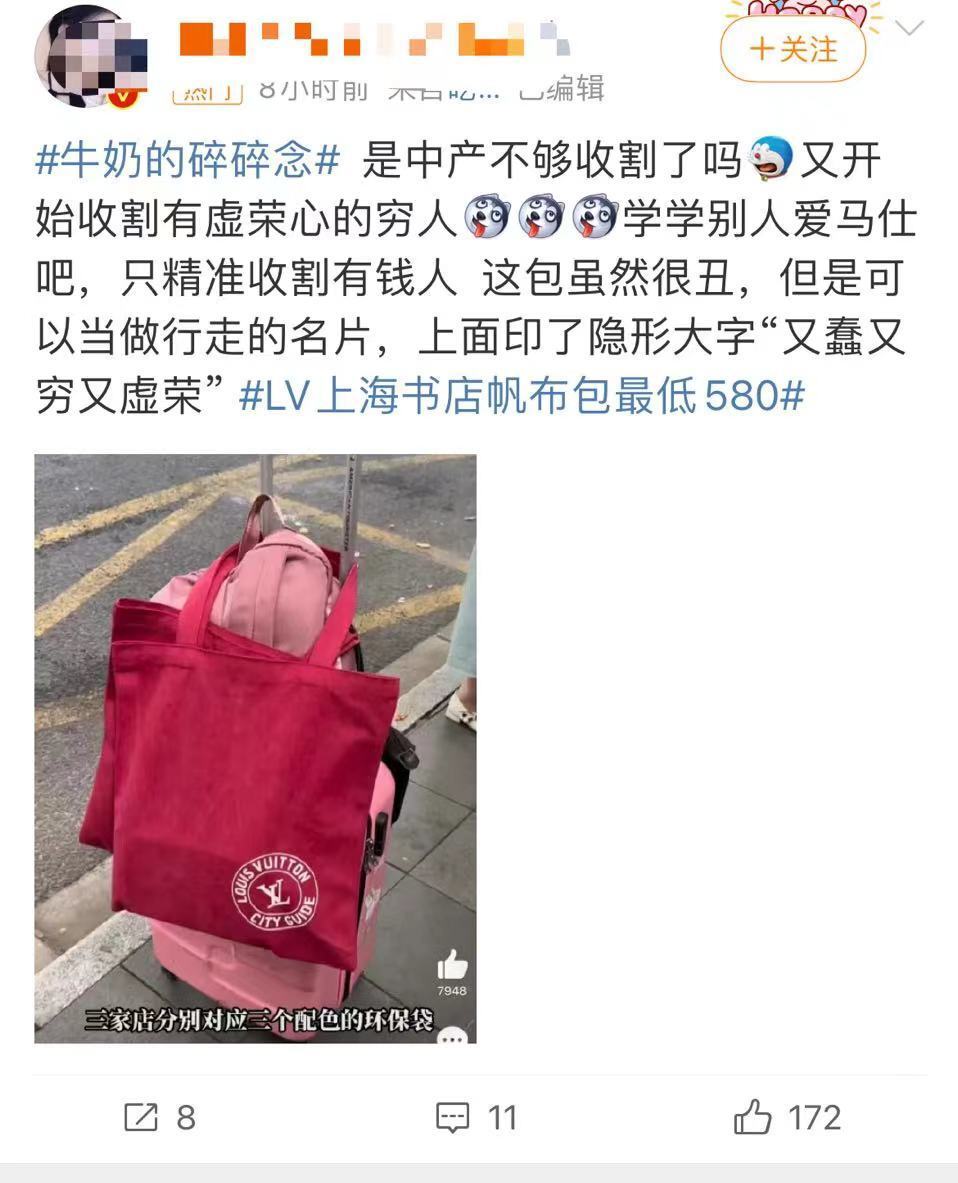 +关注
热门 8小时前 来自 已编辑
#牛奶的碎碎念# 是中产不够收割了吗又开
始收割有虚荣心的穷人学学别人爱马仕
吧，只精准收割有钱人 这包虽然很丑，但是可
以当做行走的名片，上面印了隐形大字“又蠢又
穷又虚荣” #LV上海书店帆布包最低580#
LOUIS VUITTON
LV
CITY GUIDE
7948
三家店分别对应三个配色的环保袋
8 11 172